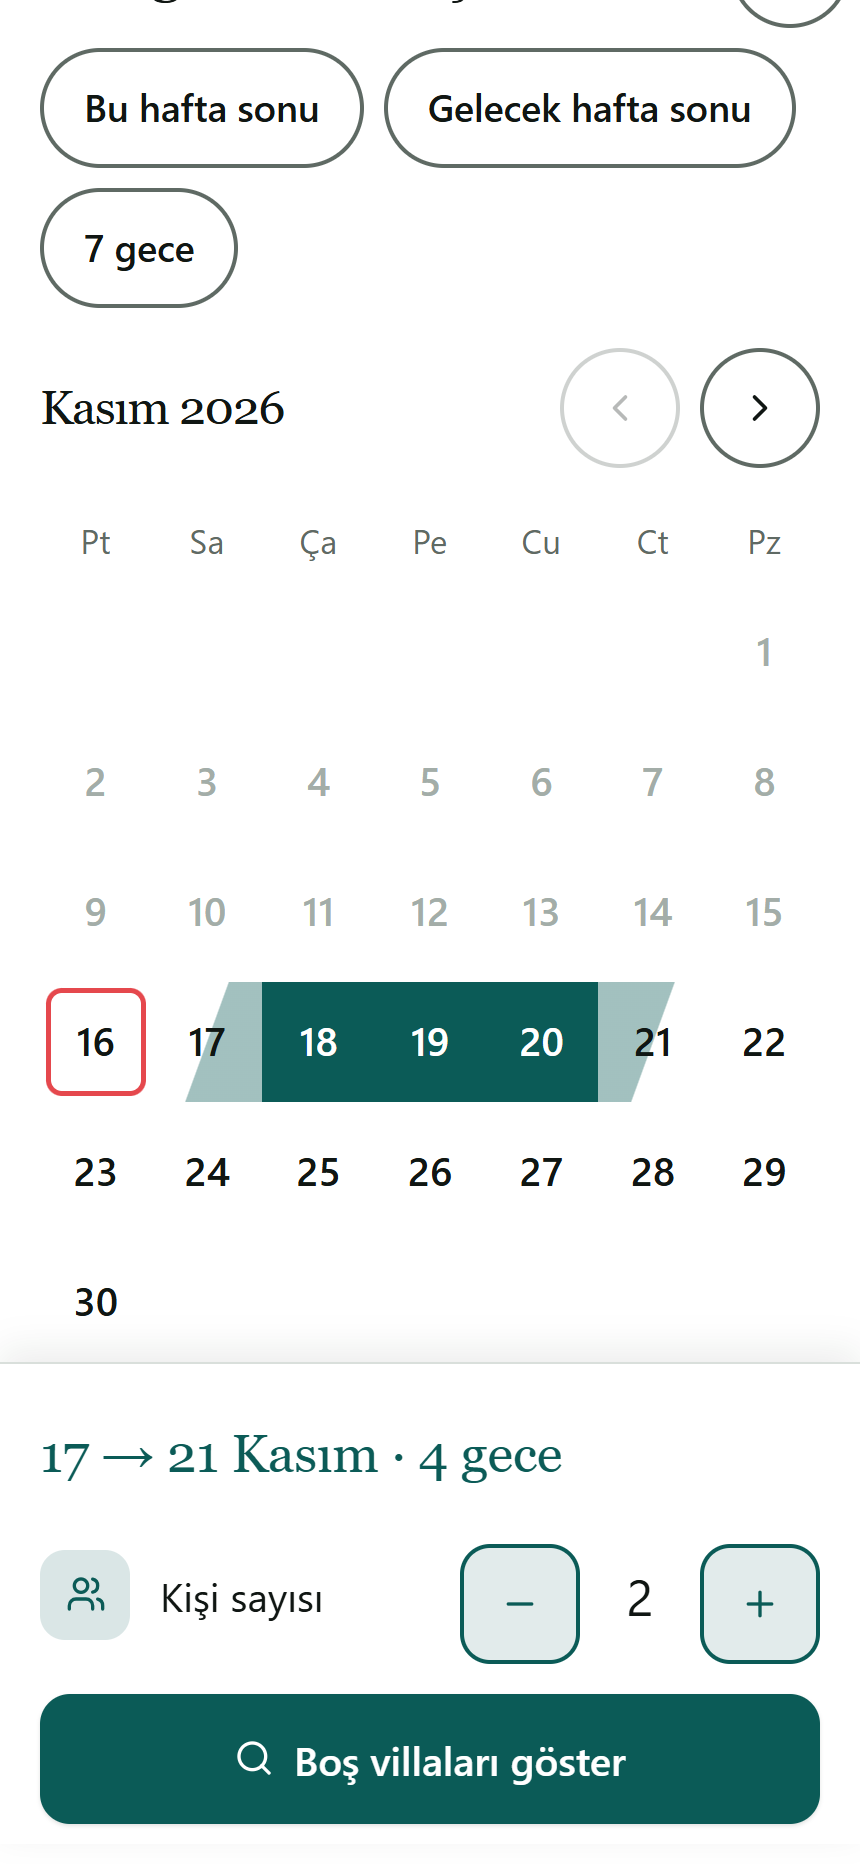 Bu hafta sonu Gelecek hafta sonu
7 gece
Kasım 2026
Pt Sa Ça Pe Cu Ct Pz
1
2 3 4 5 6 7 8
9 10 11 12 13 14 15
16 17 18 19 20 21 22
23 24 25 26 27 28 29
30
17 → 21 Kasım · 4 gece
Kişi sayısı − 2 +
Boş villaları göster